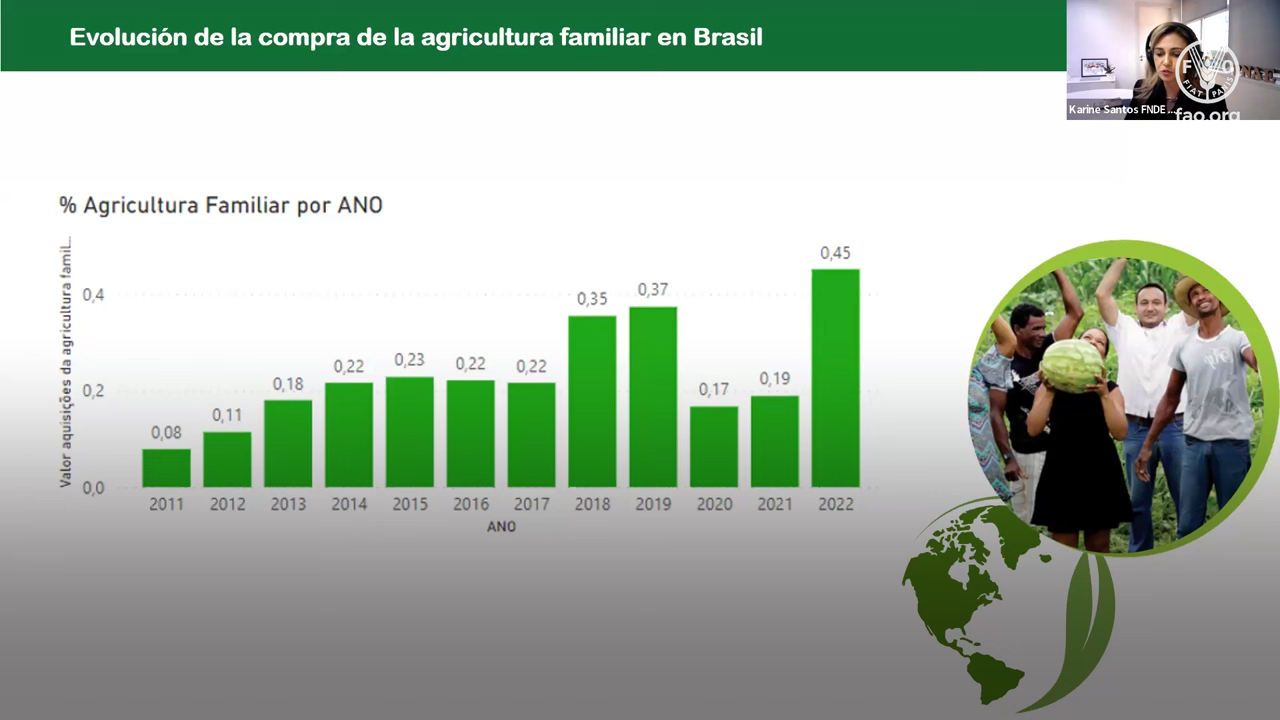 Evolución de la compra de la agricultura familiar en Brasil
Karine Santos FNDE ...
F A O
FIAT PANIS
fao.org
% Agricultura Familiar por ANO
Valor aquisições da agricultura famil...
0,4
0,2
0,0
0,08
0,11
0,18
0,22
0,23
0,22
0,22
0,35
0,37
0,17
0,19
0,45
2011 2012 2013 2014 2015 2016 2017 2018 2019 2020 2021 2022
ANO